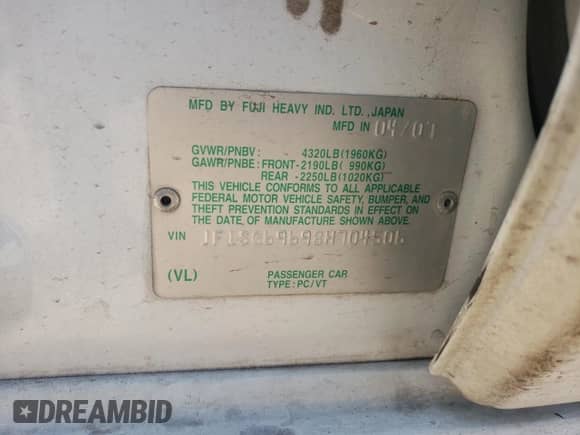 MFD BY FUJI HEAVY IND. LTD.,JAPAN
MFD IN 04/07
GVWR/PNBV: 4320LB(1960KG)
GAWR/PNBE: FRONT-2190LB( 990KG)
REAR -2250LB(1020KG)
THIS VEHICLE CONFORMS TO ALL APPLICABLE
FEDERAL MOTOR VEHICLE SAFETY, BUMPER, AND
THEFT PREVENTION STANDARDS IN EFFECT ON
THE DATE OF MANUFACTURE SHOWN ABOVE.
VIN
(VL) PASSENGER CAR
TYPE:PC/VT
DREAMBID